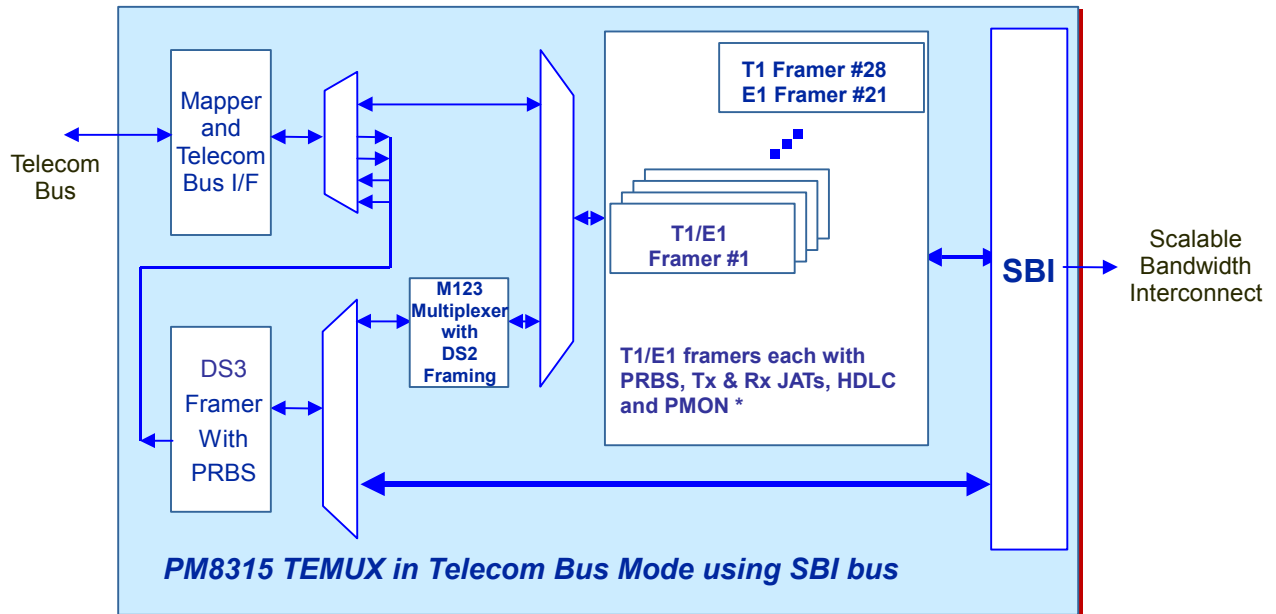 Telecom
Bus
Mapper
and
Telecom
Bus I/F
T1 Framer #28
E1 Framer #21
T1/E1
Framer #1
T1/E1 framers each with
PRBS, Tx & Rx JATs, HDLC
and PMON *
M123
Multiplexer
with
DS2
Framing
DS3
Framer
With
PRBS
SBI
Scalable
Bandwidth
Interconnect
PM8315 TEMUX in Telecom Bus Mode using SBI bus